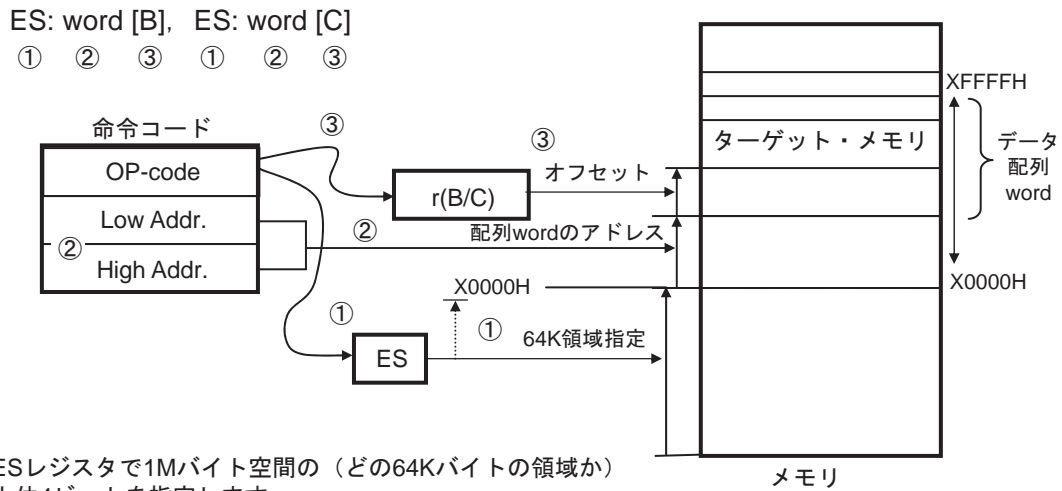 ES: word [B],   ES: word [C]
① ② ③ ① ② ③
命令コード
OP-code
Low Addr.
②
High Addr.
③
r(B/C)
③
オフセット
②
配列wordのアドレス
①
ES
X0000H
①
64K領域指定
ターゲット・メモリ
XFFFFH
データ
配列
word
X0000H
メモリ
ESレジスタで1Mバイト空間の（どの64Kバイトの領域か）